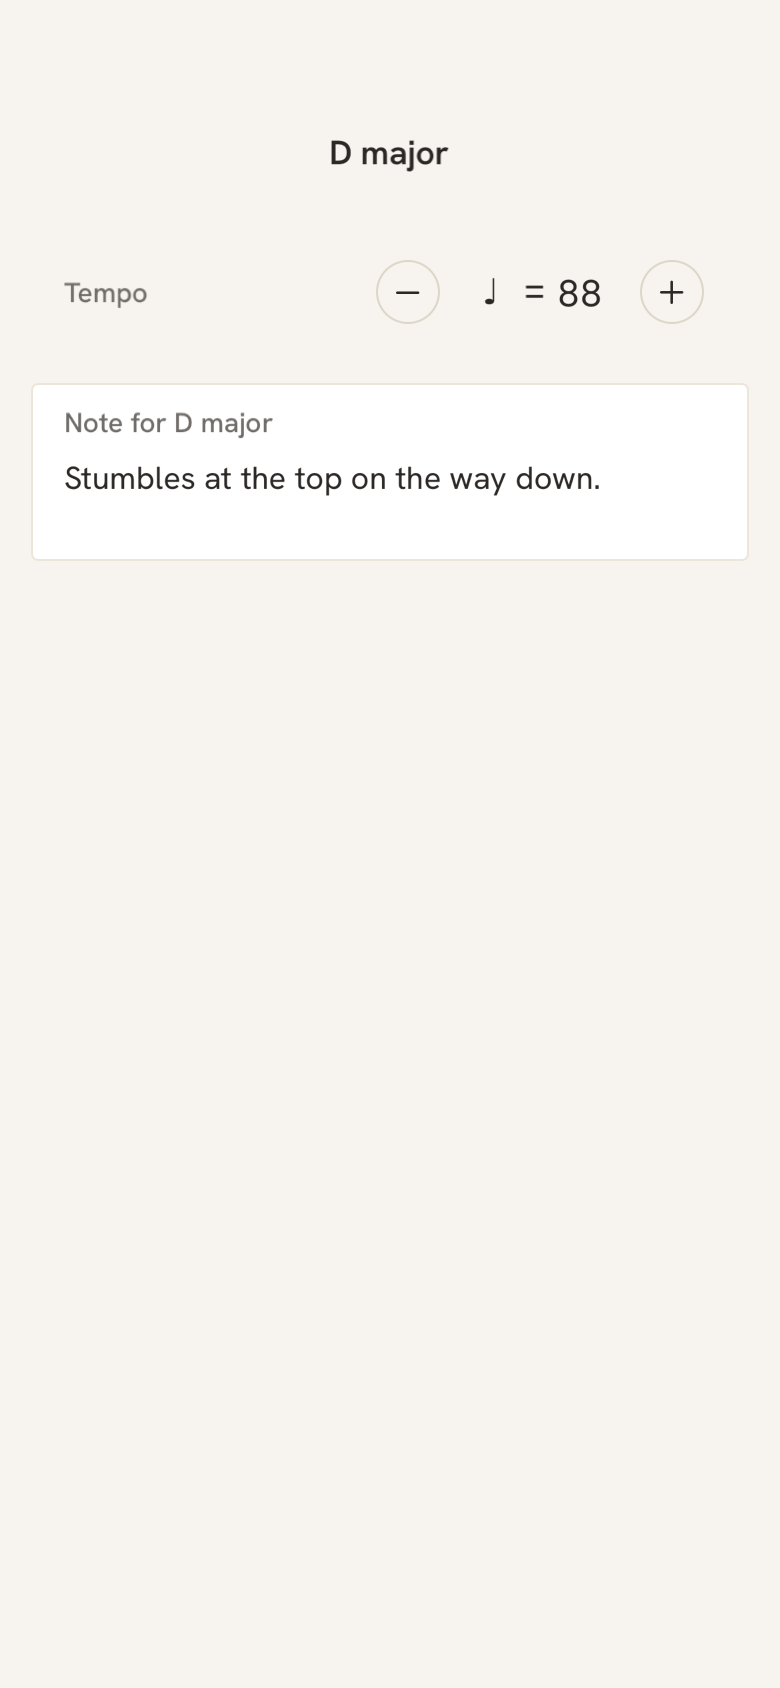 D major
Tempo − ♩ = 88 +
Note for D major
Stumbles at the top on the way down.